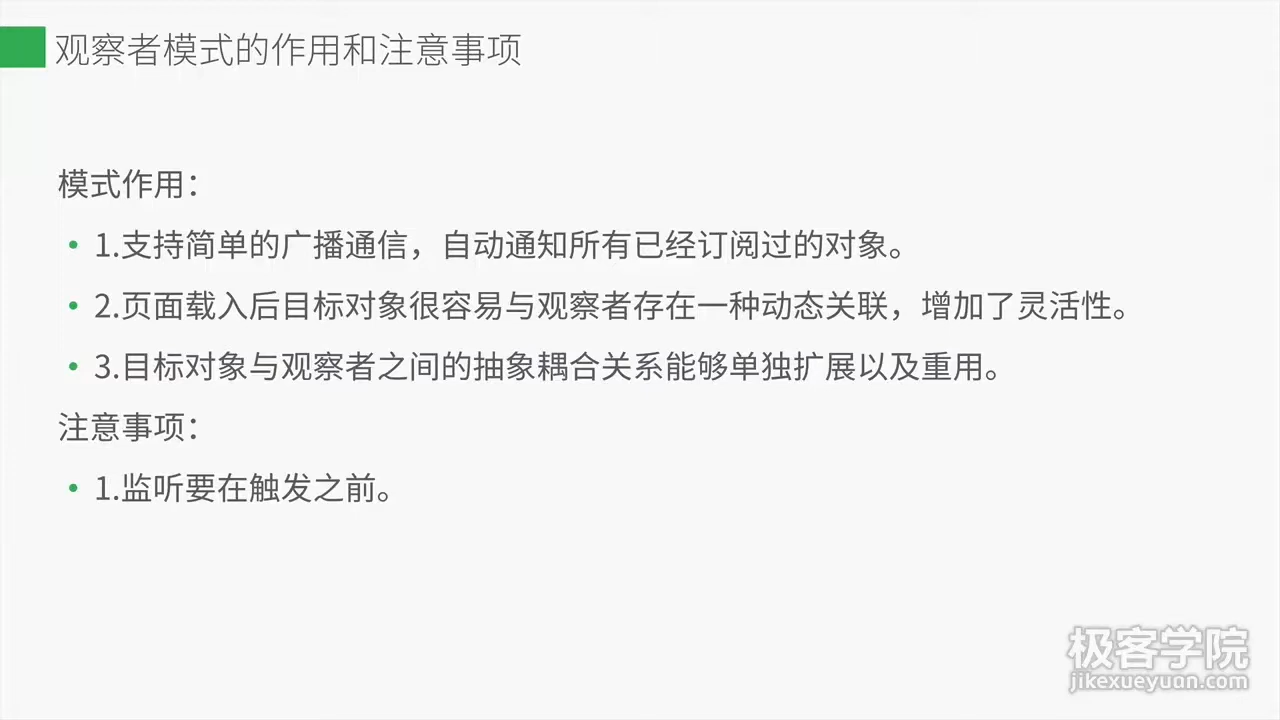 观察者模式的作用和注意事项
模式作用：
• 1.支持简单的广播通信，自动通知所有已经订阅过的对象。
• 2.页面载入后目标对象很容易与观察者存在一种动态关联，增加了灵活性。
• 3.目标对象与观察者之间的抽象耦合关系能够单独扩展以及重用。
注意事项：
• 1.监听要在触发之前。
极客学院
jikexueyuan.com